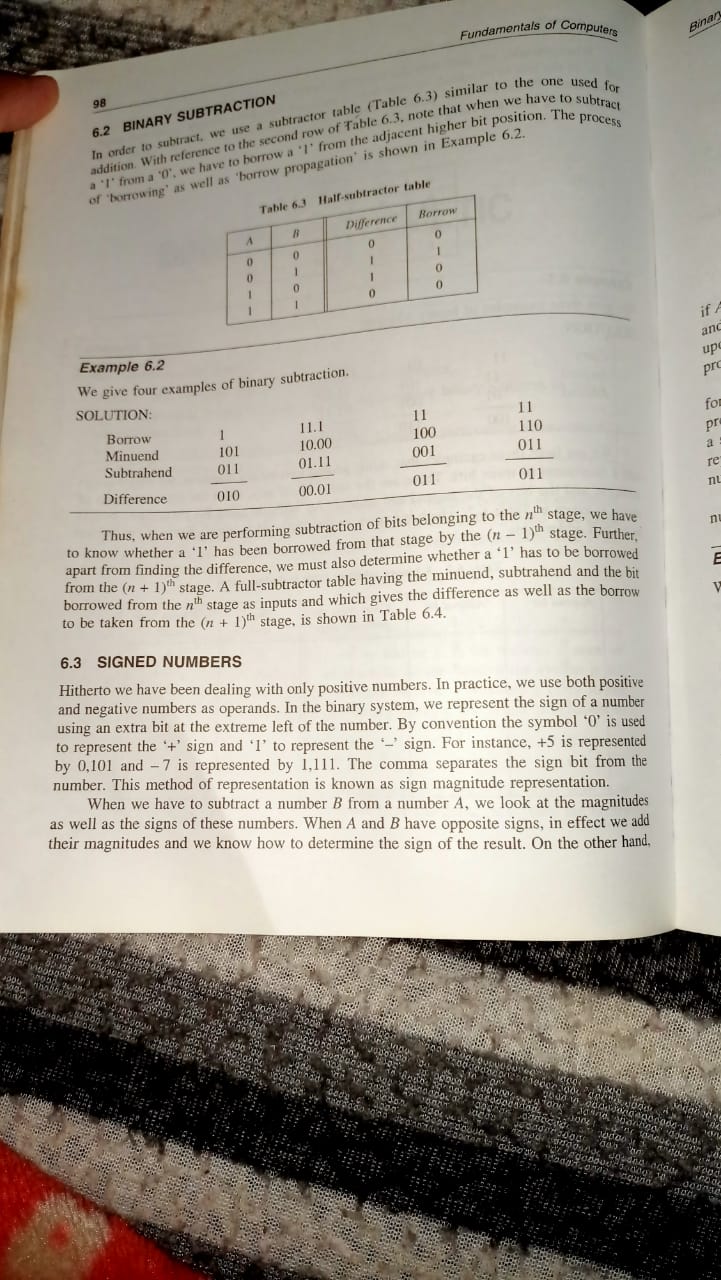 Fundamentals of Computers
98
6.2 BINARY SUBTRACTION
In order to subtract, we use a subtractor table (Table 6.3) similar to the one used for
addition. With reference to the second row of Table 6.3, note that when we have to subtract
a '1' from a '0', we have to borrow a '1' from the adjacent higher bit position. The process
of 'borrowing' as well as 'borrow propagation' is shown in Example 6.2.
Table 6.3 Half-subtractor table
A B Difference Borrow
0 0 0 0
0 1 1 1
1 0 1 0
1 1 0 0
Example 6.2
We give four examples of binary subtraction.
SOLUTION:
Borrow 1 11.1 11 11
Minuend 101 10.00 100 110
Subtrahend 011 01.11 001 011
Difference 010 00.01 011 011
Thus, when we are performing subtraction of bits belonging to the nth stage, we have
to know whether a '1' has been borrowed from that stage by the (n – 1)th stage. Further,
apart from finding the difference, we must also determine whether a '1' has to be borrowed
from the (n + 1)th stage. A full-subtractor table having the minuend, subtrahend and the bit
borrowed from the nth stage as inputs and which gives the difference as well as the borrow
to be taken from the (n + 1)th stage, is shown in Table 6.4.
6.3 SIGNED NUMBERS
Hitherto we have been dealing with only positive numbers. In practice, we use both positive
and negative numbers as operands. In the binary system, we represent the sign of a number
using an extra bit at the extreme left of the number. By convention the symbol '0' is used
to represent the '+' sign and '1' to represent the '–' sign. For instance, +5 is represented
by 0,101 and – 7 is represented by 1,111. The comma separates the sign bit from the
number. This method of representation is known as sign magnitude representation.
When we have to subtract a number B from a number A, we look at the magnitudes
as well as the signs of these numbers. When A and B have opposite signs, in effect we add
their magnitudes and we know how to determine the sign of the result. On the other hand,
Binary
if A
and